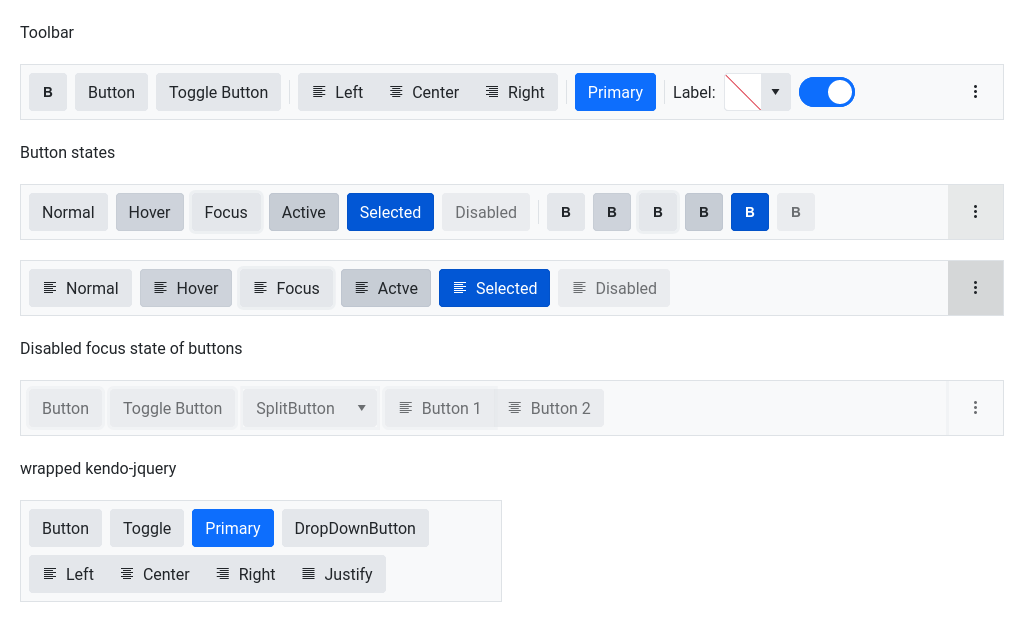 Toolbar
B Button Toggle Button Left Center Right Primary Label:
Button states
Normal Hover Focus Active Selected Disabled B B B B B B
Normal Hover Focus Actve Selected Disabled
Disabled focus state of buttons
Button Toggle Button SplitButton Button 1 Button 2
wrapped kendo-jquery
Button Toggle Primary DropDownButton
Left Center Right Justify